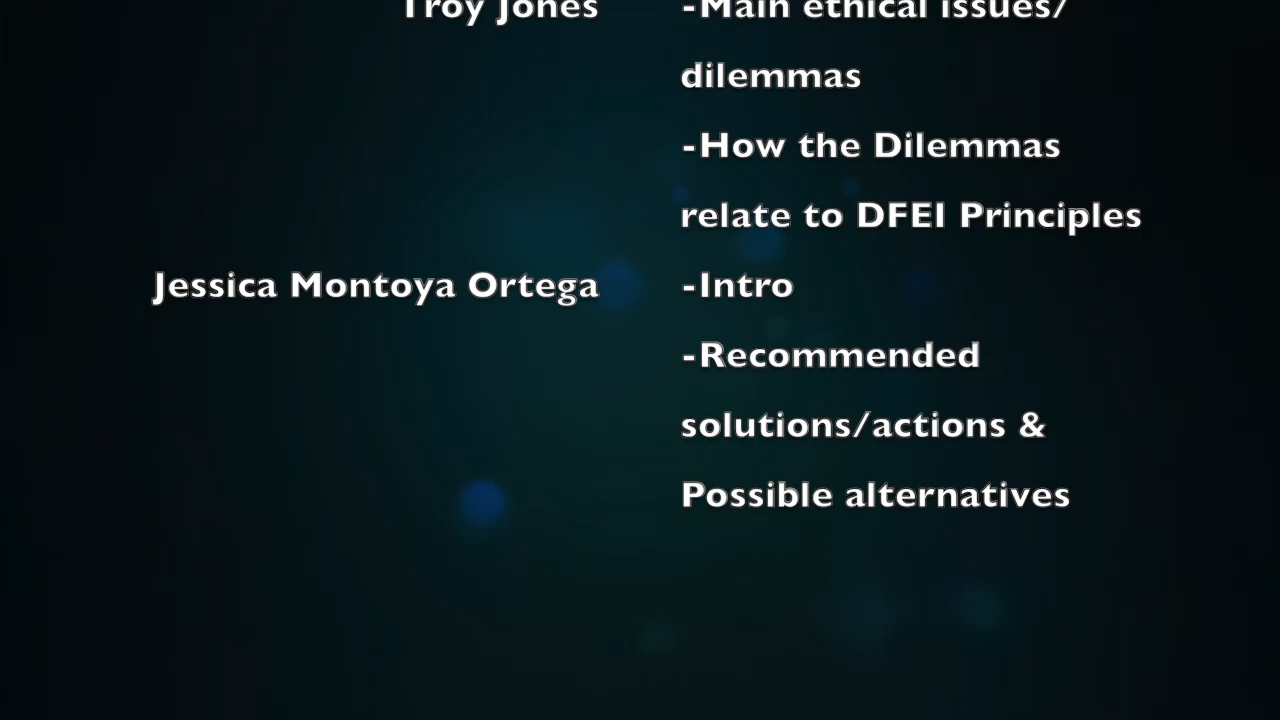 Troy Jones -Main ethical issues/
dilemmas
-How the Dilemmas
relate to DFEI Principles
Jessica Montoya Ortega -Intro
-Recommended
solutions/actions &
Possible alternatives